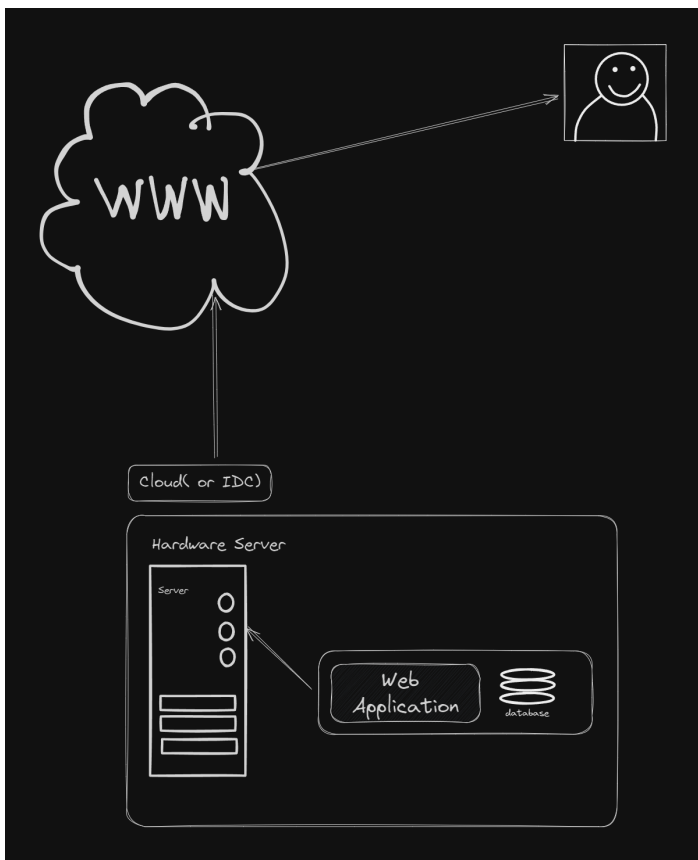 WWW
Cloud( or IDC)
Hardware Server
Server
Web
Application
database